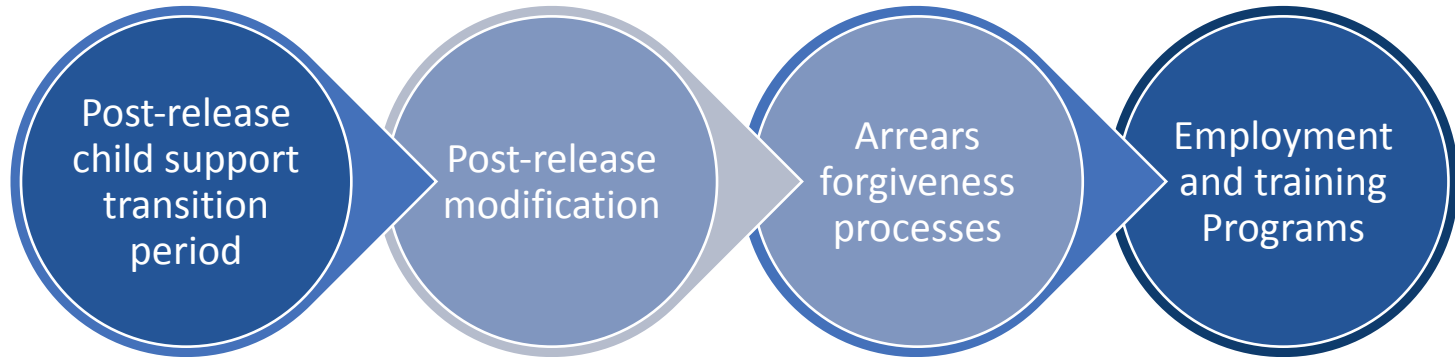 Post-release
child support
transition
period
Post-release
modification
Arrears
forgiveness
processes
Employment
and training
Programs